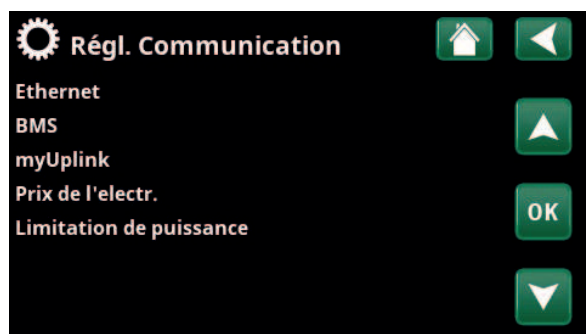 Régl. Communication
Ethernet
BMS
myUplink
Prix de l'electr.
Limitation de puissance
OK